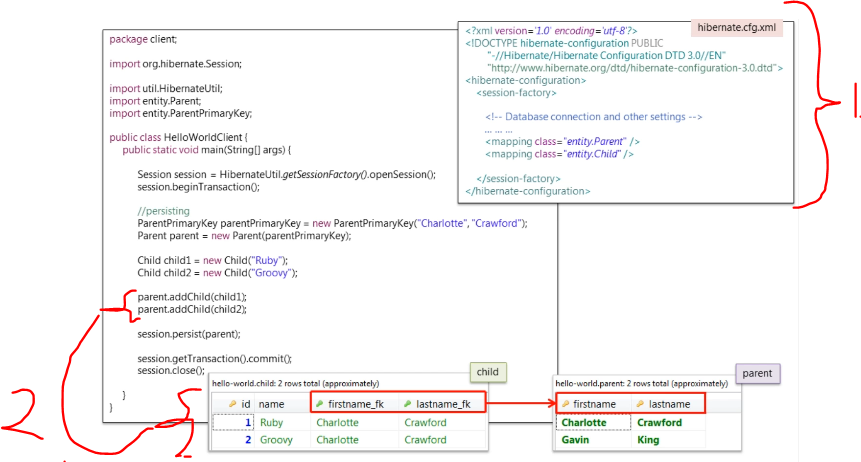 package client;
import org.hibernate.Session;
import util.HibernateUtil;
import entity.Parent;
import entity.ParentPrimaryKey;
public class HelloWorldClient {
public static void main(String[] args) {
Session session = HibernateUtil.getSessionFactory().openSession();
session.beginTransaction();
//persisting
ParentPrimaryKey parentPrimaryKey = new ParentPrimaryKey("Charlotte", "Crawford");
Parent parent = new Parent(parentPrimaryKey);
Child child1 = new Child("Ruby");
Child child2 = new Child("Groovy");
parent.addChild(child1);
parent.addChild(child2);
session.persist(parent);
session.getTransaction().commit();
session.close();
}
}
hibernate.cfg.xml
<?xml version='1.0' encoding='utf-8'?>
<!DOCTYPE hibernate-configuration PUBLIC
"-//Hibernate/Hibernate Configuration DTD 3.0//EN"
"http://www.hibernate.org/dtd/hibernate-configuration-3.0.dtd">
<hibernate-configuration>
<session-factory>
<!-- Database connection and other settings -->
... ... ...
<mapping class="entity.Parent" />
<mapping class="entity.Child" />
</session-factory>
</hibernate-configuration>
1.
2
child
hello-world.child: 2 rows total (approximately)
id name firstname_fk lastname_fk
1 Ruby Charlotte Crawford
2 Groovy Charlotte Crawford
parent
hello-world.parent: 2 rows total (approximately)
firstname lastname
Charlotte Crawford
Gavin King